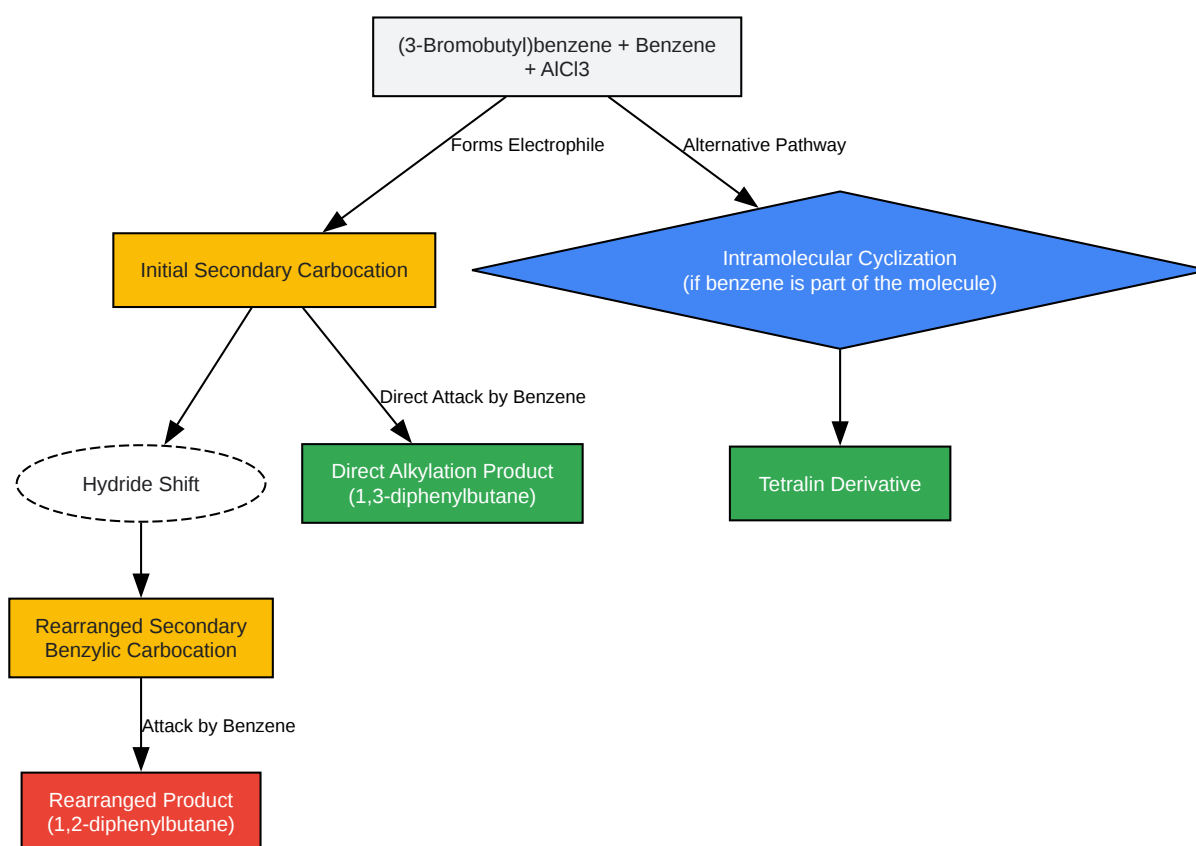 (3-Bromobutyl)benzene + Benzene
+ AlCl3
Forms Electrophile
Alternative Pathway
Initial Secondary Carbocation
Intramolecular Cyclization
(if benzene is part of the molecule)
Direct Attack by Benzene
Hydride Shift
Direct Alkylation Product
(1,3-diphenylbutane)
Tetralin Derivative
Rearranged Secondary
Benzylic Carbocation
Attack by Benzene
Rearranged Product
(1,2-diphenylbutane)